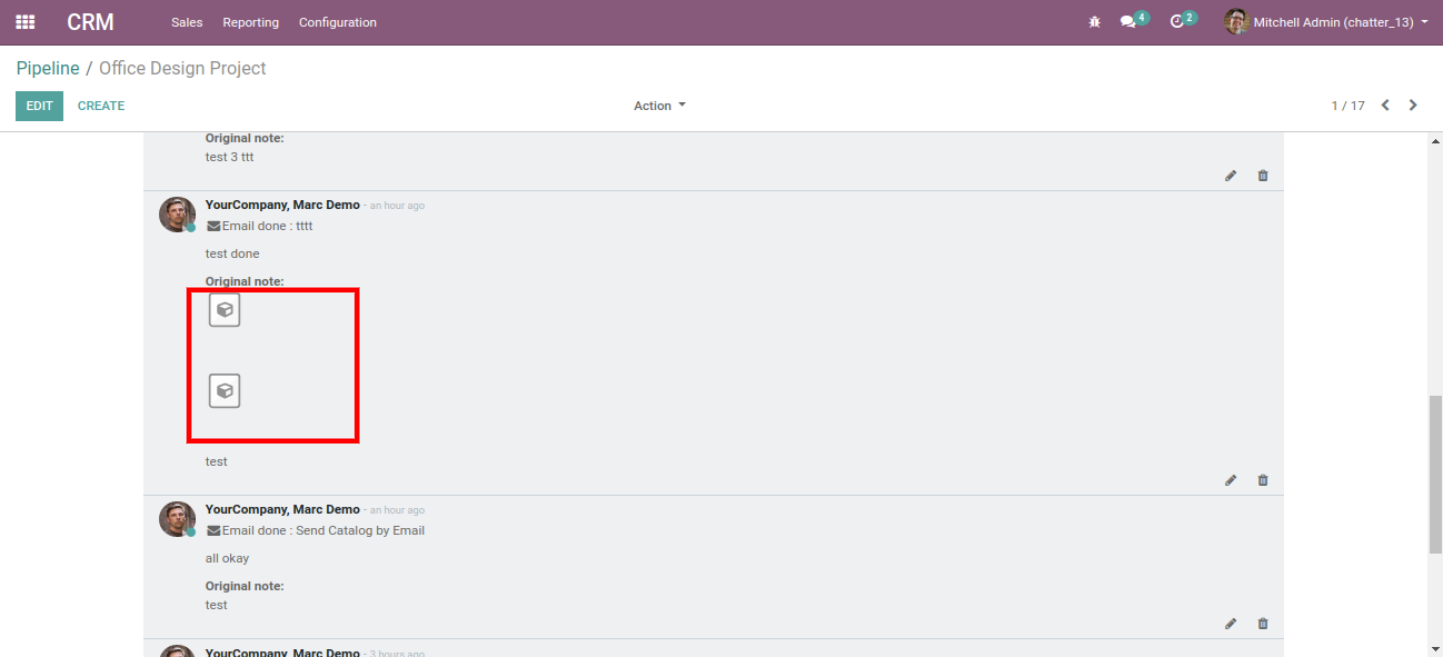 CRM Sales Reporting Configuration 4 2 Mitchell Admin (chatter_13)
Pipeline / Office Design Project
EDIT CREATE Action 1 / 17
Original note:
test 3 ttt
YourCompany, Marc Demo - an hour ago
Email done : tttt
test done
Original note:
test
YourCompany, Marc Demo - an hour ago
Email done : Send Catalog by Email
all okay
Original note:
test
YourCompany, Marc Demo - 3 hours ago